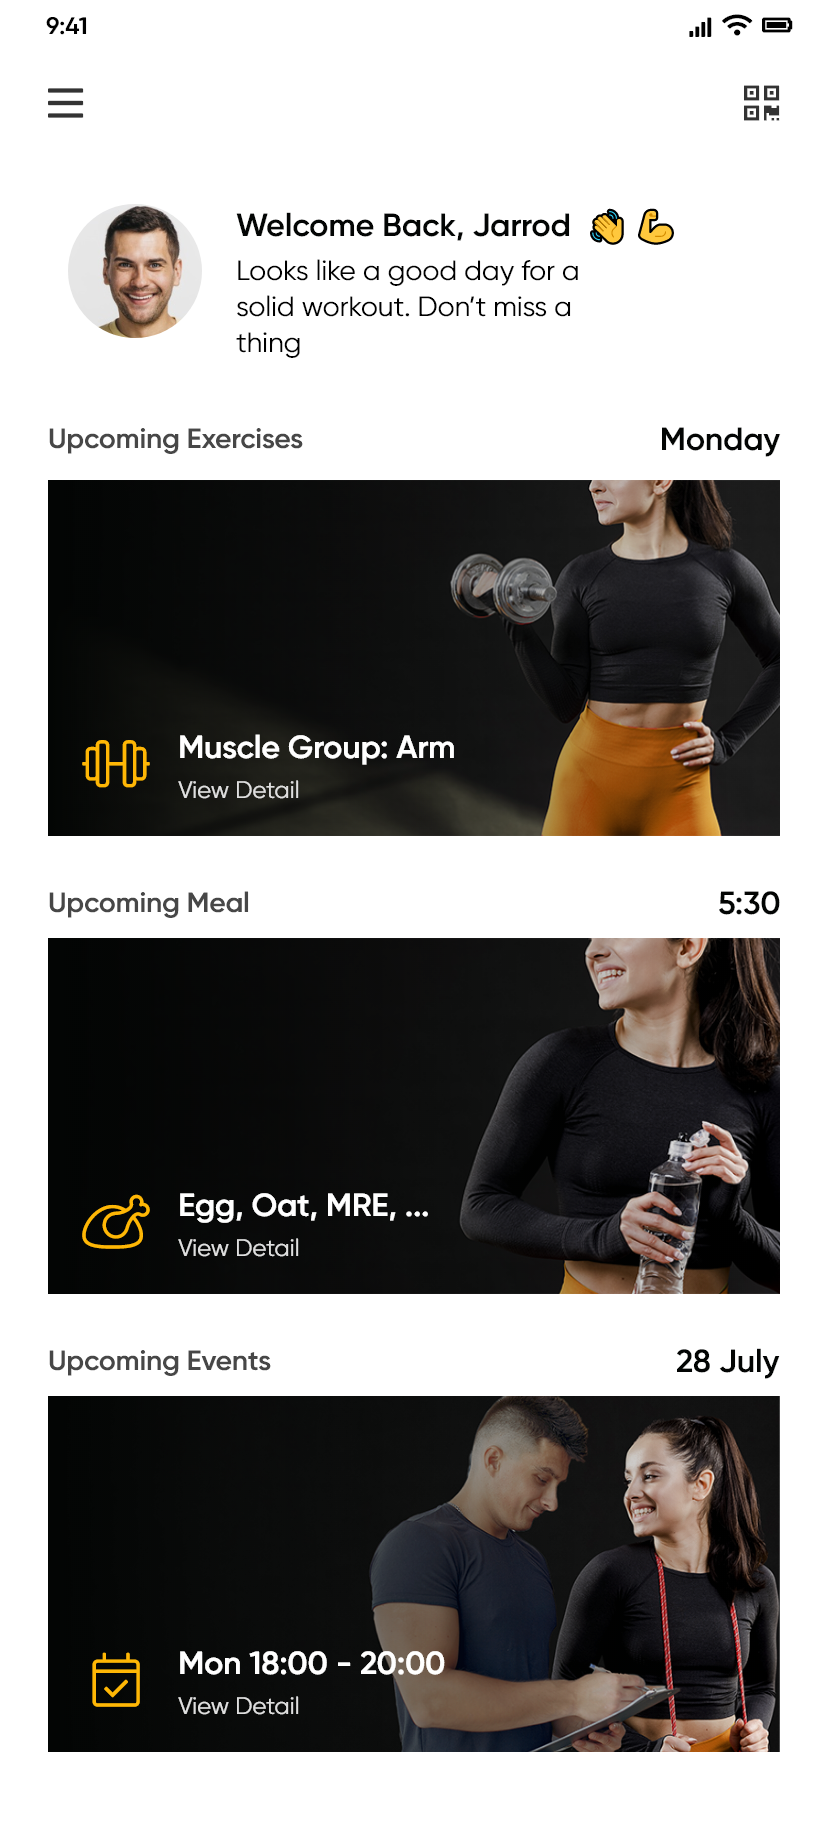 9:41
Welcome Back, Jarrod 👋 💪
Looks like a good day for a
solid workout. Don’t miss a
thing
Upcoming Exercises
Monday
Muscle Group: Arm
View Detail
Upcoming Meal
5:30
Egg, Oat, MRE, ...
View Detail
Upcoming Events
28 July
Mon 18:00 - 20:00
View Detail